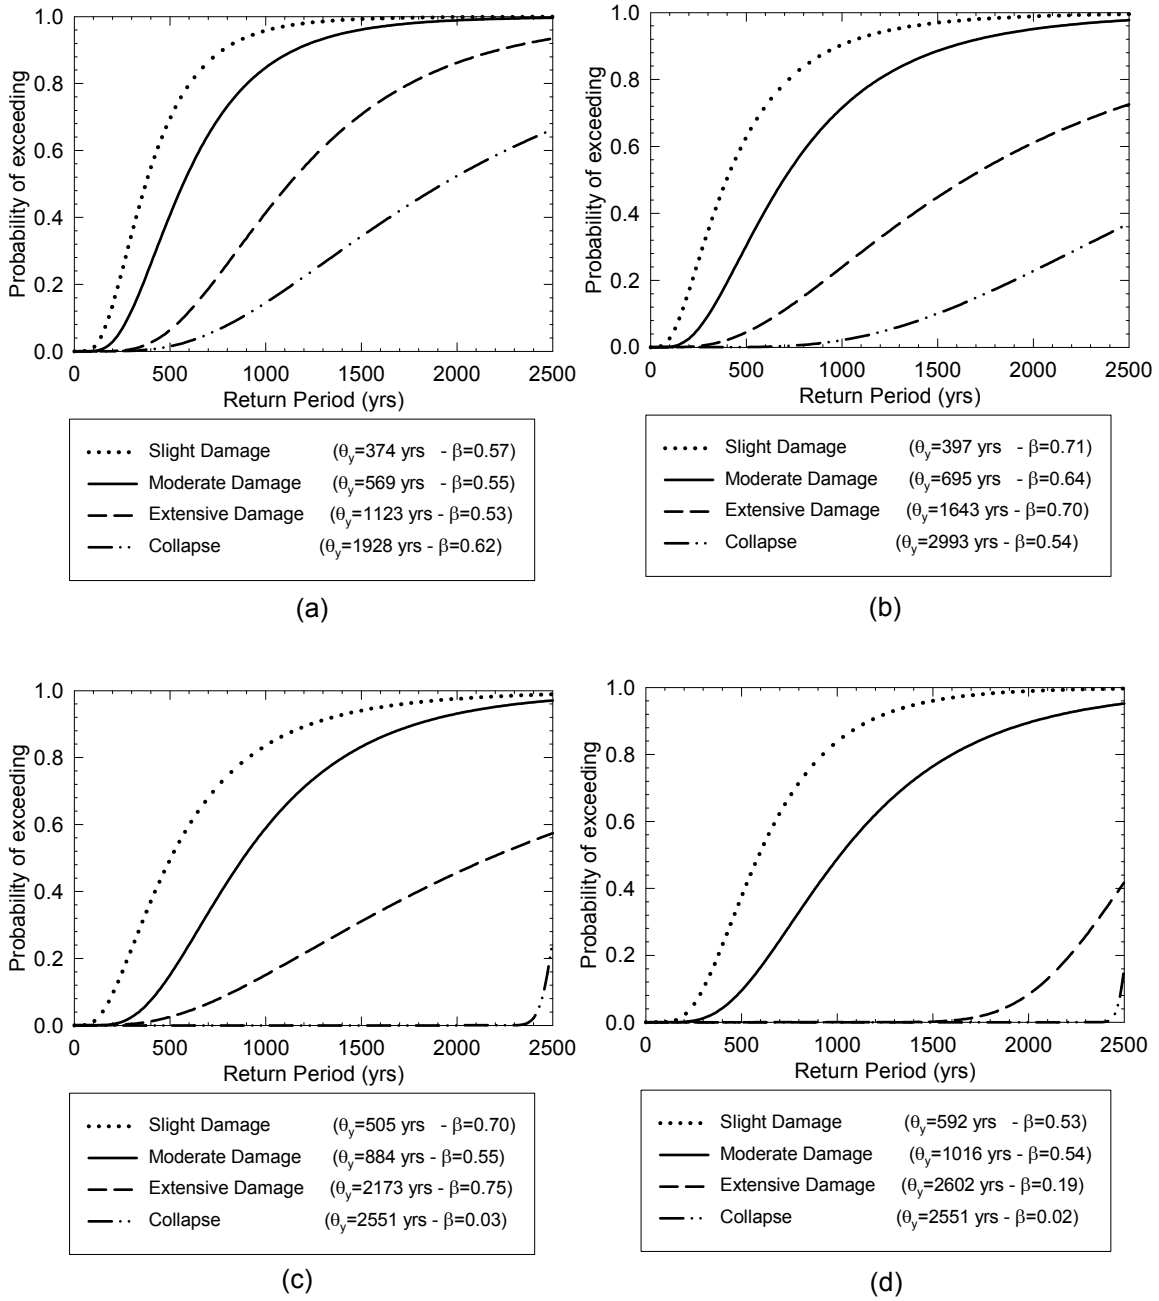 1.0
0.8
0.6
0.4
0.2
0.0
Probability of exceeding
0 500 1000 1500 2000 2500
Return Period (yrs)
Slight Damage (θy=374 yrs - β=0.57)
Moderate Damage (θy=569 yrs - β=0.55)
Extensive Damage (θy=1123 yrs - β=0.53)
Collapse (θy=1928 yrs - β=0.62)
(a)
1.0
0.8
0.6
0.4
0.2
0.0
Probability of exceeding
0 500 1000 1500 2000 2500
Return Period (yrs)
Slight Damage (θy=397 yrs - β=0.71)
Moderate Damage (θy=695 yrs - β=0.64)
Extensive Damage (θy=1643 yrs - β=0.70)
Collapse (θy=2993 yrs - β=0.54)
(b)
1.0
0.8
0.6
0.4
0.2
0.0
Probability of exceeding
0 500 1000 1500 2000 2500
Return Period (yrs)
Slight Damage (θy=505 yrs - β=0.70)
Moderate Damage (θy=884 yrs - β=0.55)
Extensive Damage (θy=2173 yrs - β=0.75)
Collapse (θy=2551 yrs - β=0.03)
(c)
1.0
0.8
0.6
0.4
0.2
0.0
Probability of exceeding
0 500 1000 1500 2000 2500
Return Period (yrs)
Slight Damage (θy=592 yrs - β=0.53)
Moderate Damage (θy=1016 yrs - β=0.54)
Extensive Damage (θy=2602 yrs - β=0.19)
Collapse (θy=2551 yrs - β=0.02)
(d)